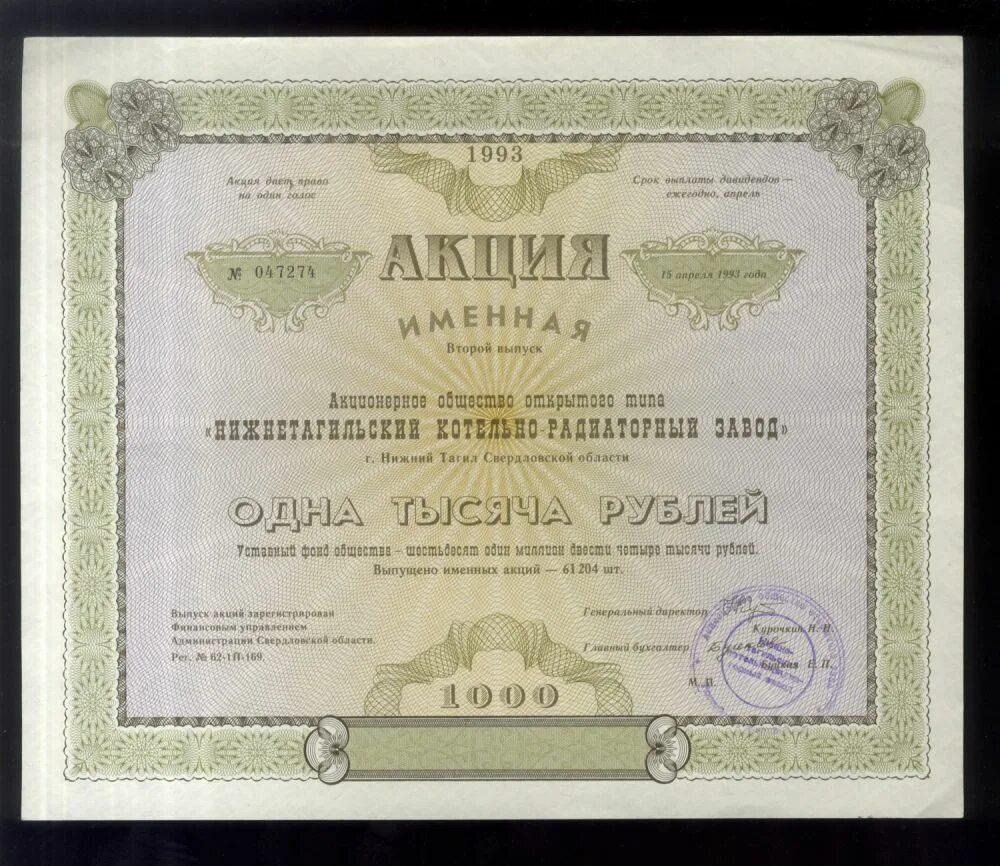 1993
Акция дает право
на один голос
Срок выплаты давидендов —
ежегодно, апрель
АКЦИЯ
№ 047274
15 апреля 1993 года
ИМЕННАЯ
Второй выпуск
Акционерное общество открытого типа
«НИЖНЕТАГИЛЬСКИЙ КОТЕЛЬНО-РАДИАТОРНЫЙ ЗАВОД»
г. Нижний Тагил Свердловской области
ОДНА ТЫСЯЧА РУБЛЕЙ
Уставный фонд общества — шестьдесят один миллион двести четыре тысячи рублей.
Выпущено именных акций — 61 204 шт.
Выпуск акций зарегистрирован
Финансовым управлением
Администрации Свердловской области.
Рег. № 62-1П-169.
Генеральный директор
Курочкин Н. Н.
Главный бухгалтер
Е. П.
М. П.
1000